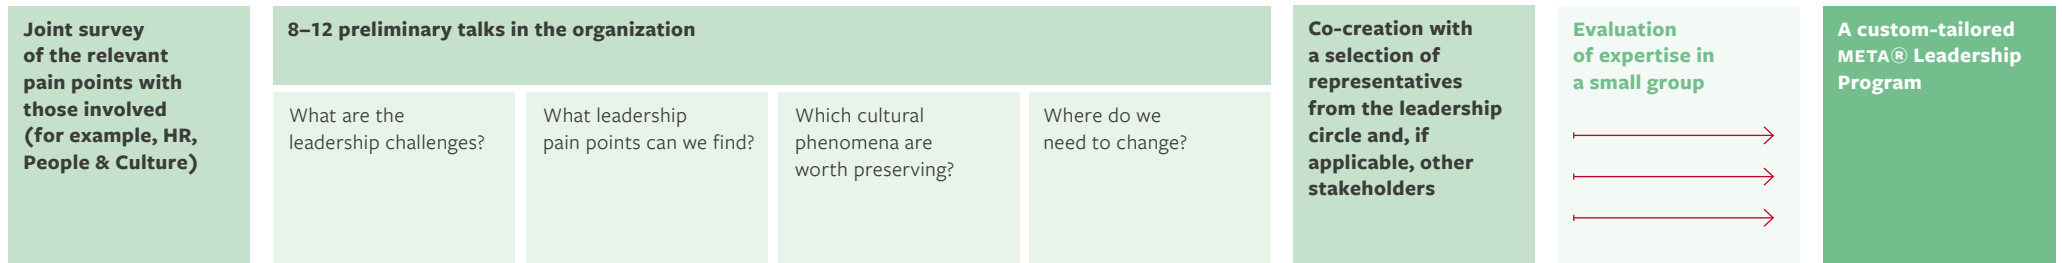 Joint survey
of the relevant
pain points with
those involved
(for example, HR,
People & Culture)
8–12 preliminary talks in the organization
What are the
leadership challenges?
What leadership
pain points can we find?
Which cultural
phenomena are
worth preserving?
Where do we
need to change?
Co-creation with
a selection of
representatives
from the leadership
circle and, if
applicable, other
stakeholders
Evaluation
of expertise in
a small group
A custom-tailored
META® Leadership
Program